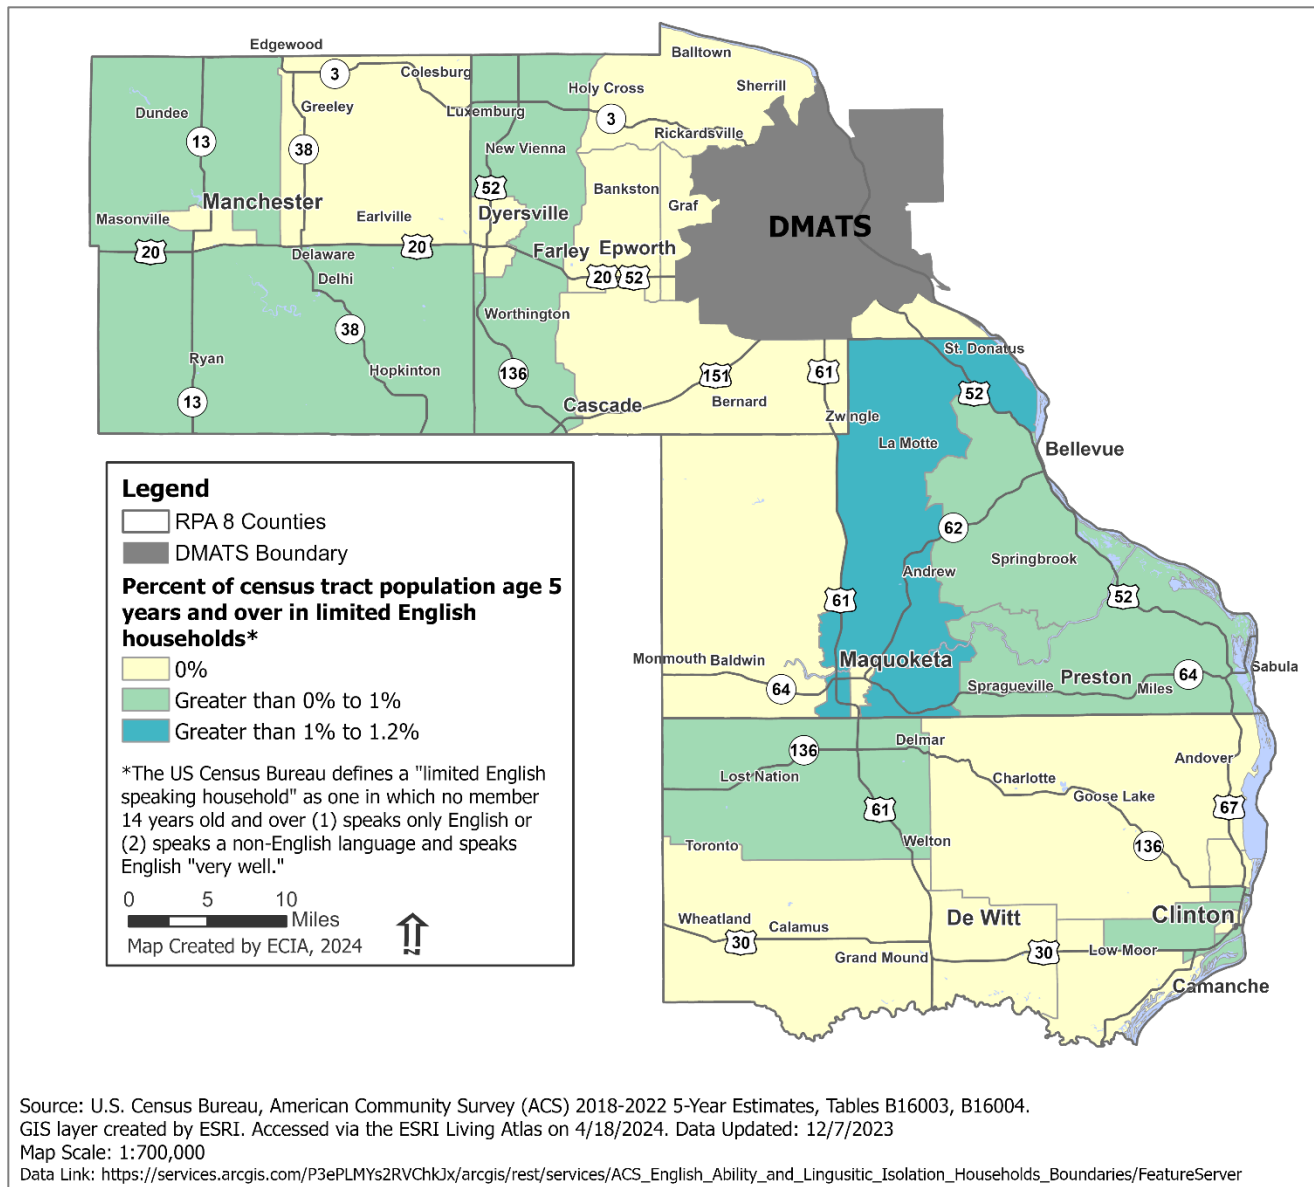 Edgewood
Balltown
3
Colesburg
Sherrill
Holy Cross
Dundee
Greeley
Luxemburg
3
Rickardsville
13
38
New Vienna
52
Bankston
Manchester
Graf
Masonville
Earlville
Dyersville
DMATS
20
Delaware
20
Farley
Epworth
Delhi
20
52
Worthington
38
St. Donatus
Ryan
Hopkinton
136
151
61
52
13
Cascade
Bernard
Zwingle
La Motte
Bellevue
62
Springbrook
Andrew
61
52
Monmouth
Baldwin
Maquoketa
Sabula
64
Spragueville
Preston
Miles
64
136
Delmar
Andover
Lost Nation
Charlotte
Goose Lake
61
67
Toronto
Welton
136
Wheatland
Calamus
De Witt
Clinton
30
Grand Mound
30
Low Moor
Camanche
Legend
RPA 8 Counties
DMATS Boundary
Percent of census tract population age 5
years and over in limited English
households*
0%
Greater than 0% to 1%
Greater than 1% to 1.2%
*The US Census Bureau defines a "limited English
speaking household" as one in which no member
14 years old and over (1) speaks only English or
(2) speaks a non-English language and speaks
English "very well."
0 5 10
Miles
Map Created by ECIA, 2024
N
Source: U.S. Census Bureau, American Community Survey (ACS) 2018-2022 5-Year Estimates, Tables B16003, B16004.
GIS layer created by ESRI. Accessed via the ESRI Living Atlas on 4/18/2024. Data Updated: 12/7/2023
Map Scale: 1:700,000
Data Link: https://services.arcgis.com/P3ePLMYs2RVChkJx/arcgis/rest/services/ACS_English_Ability_and_Lingusitic_Isolation_Households_Boundaries/FeatureServer